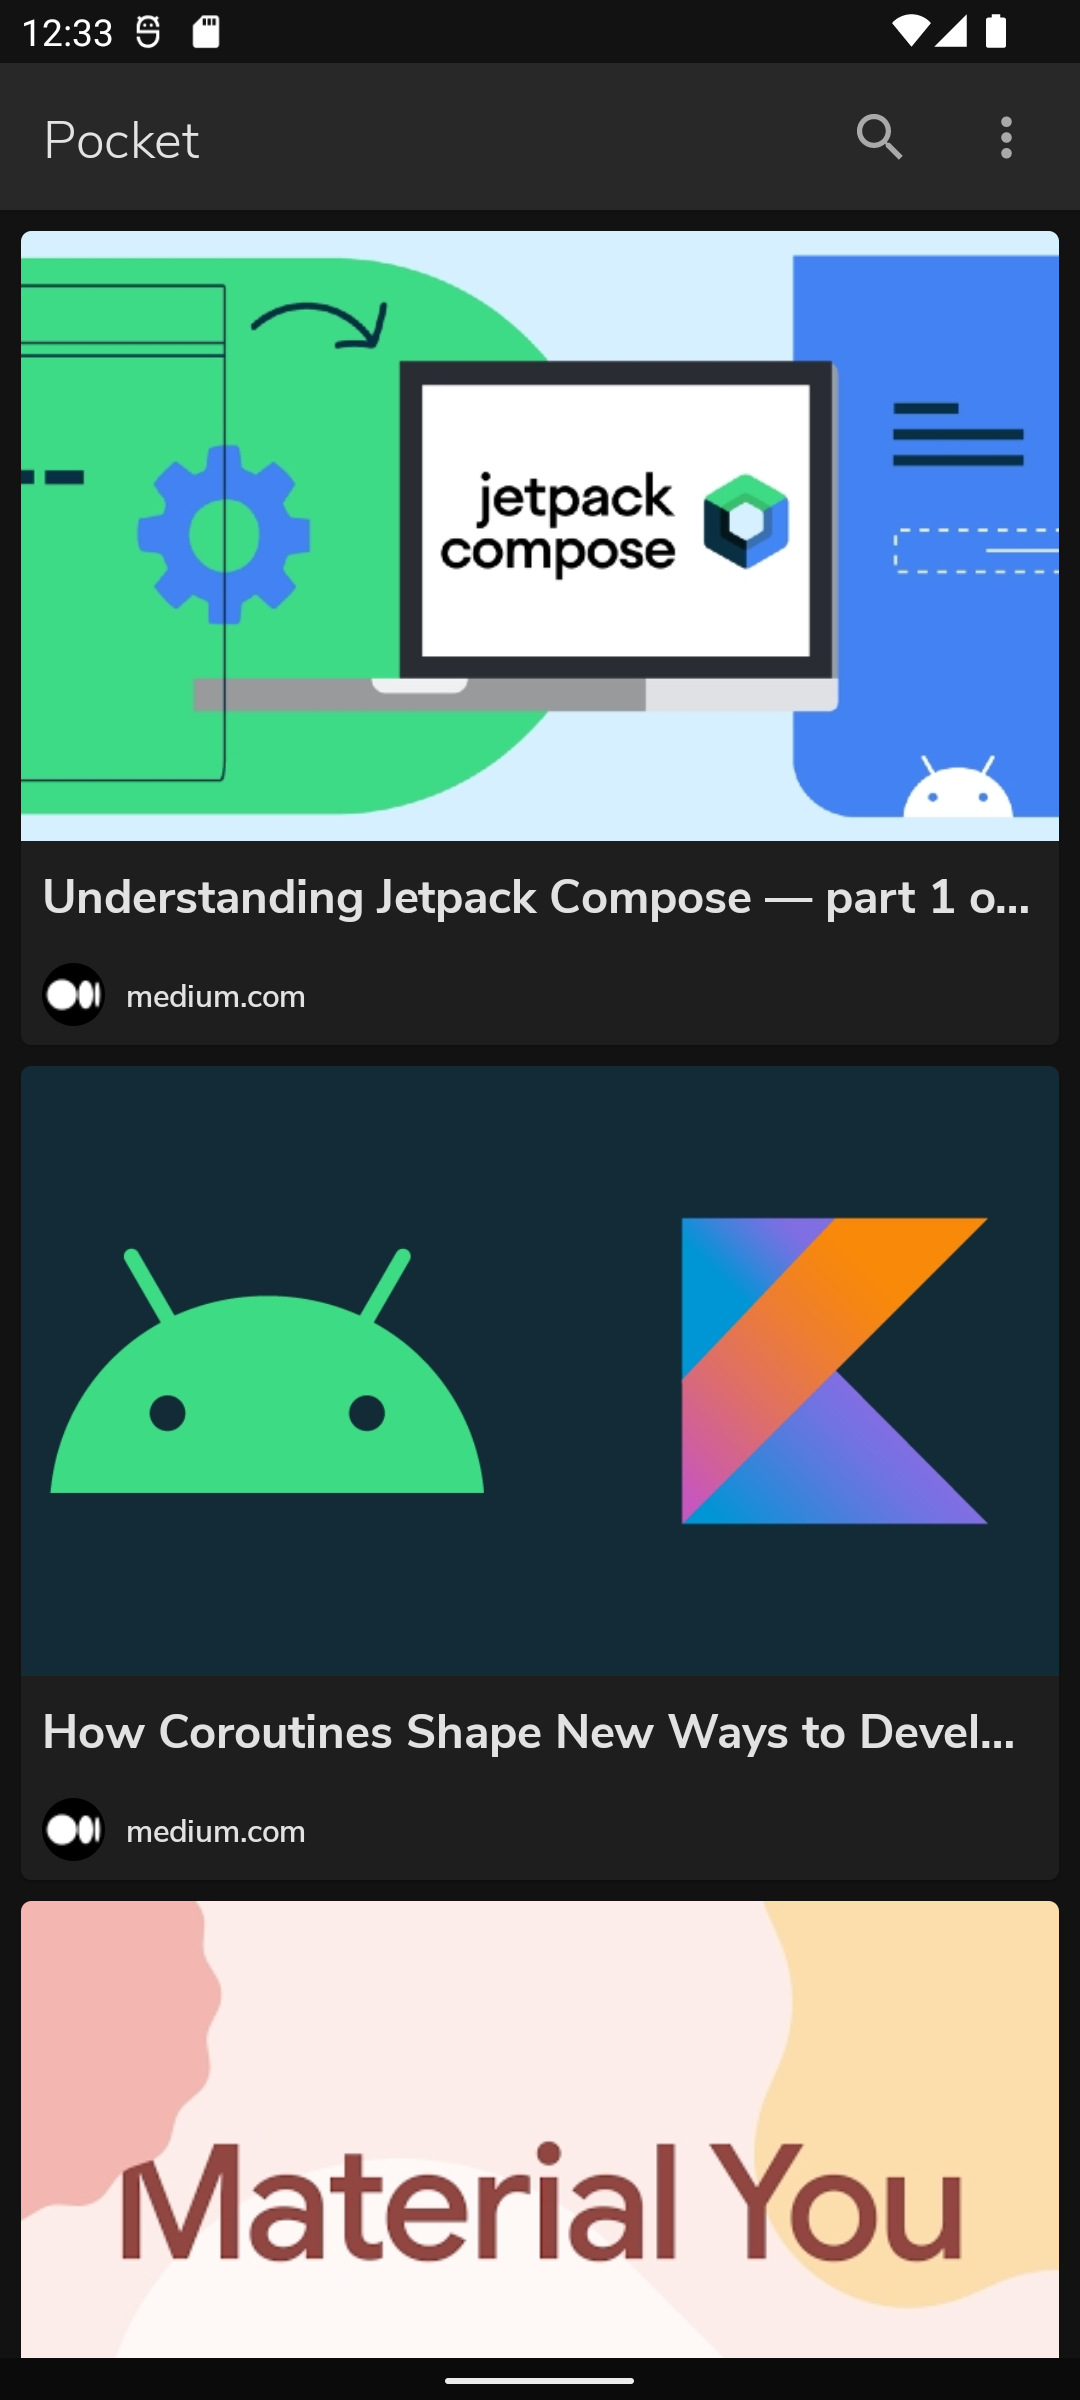 12:33
Pocket
jetpack
compose
Understanding Jetpack Compose — part 1 o...
medium.com
How Coroutines Shape New Ways to Devel...
medium.com
Material You